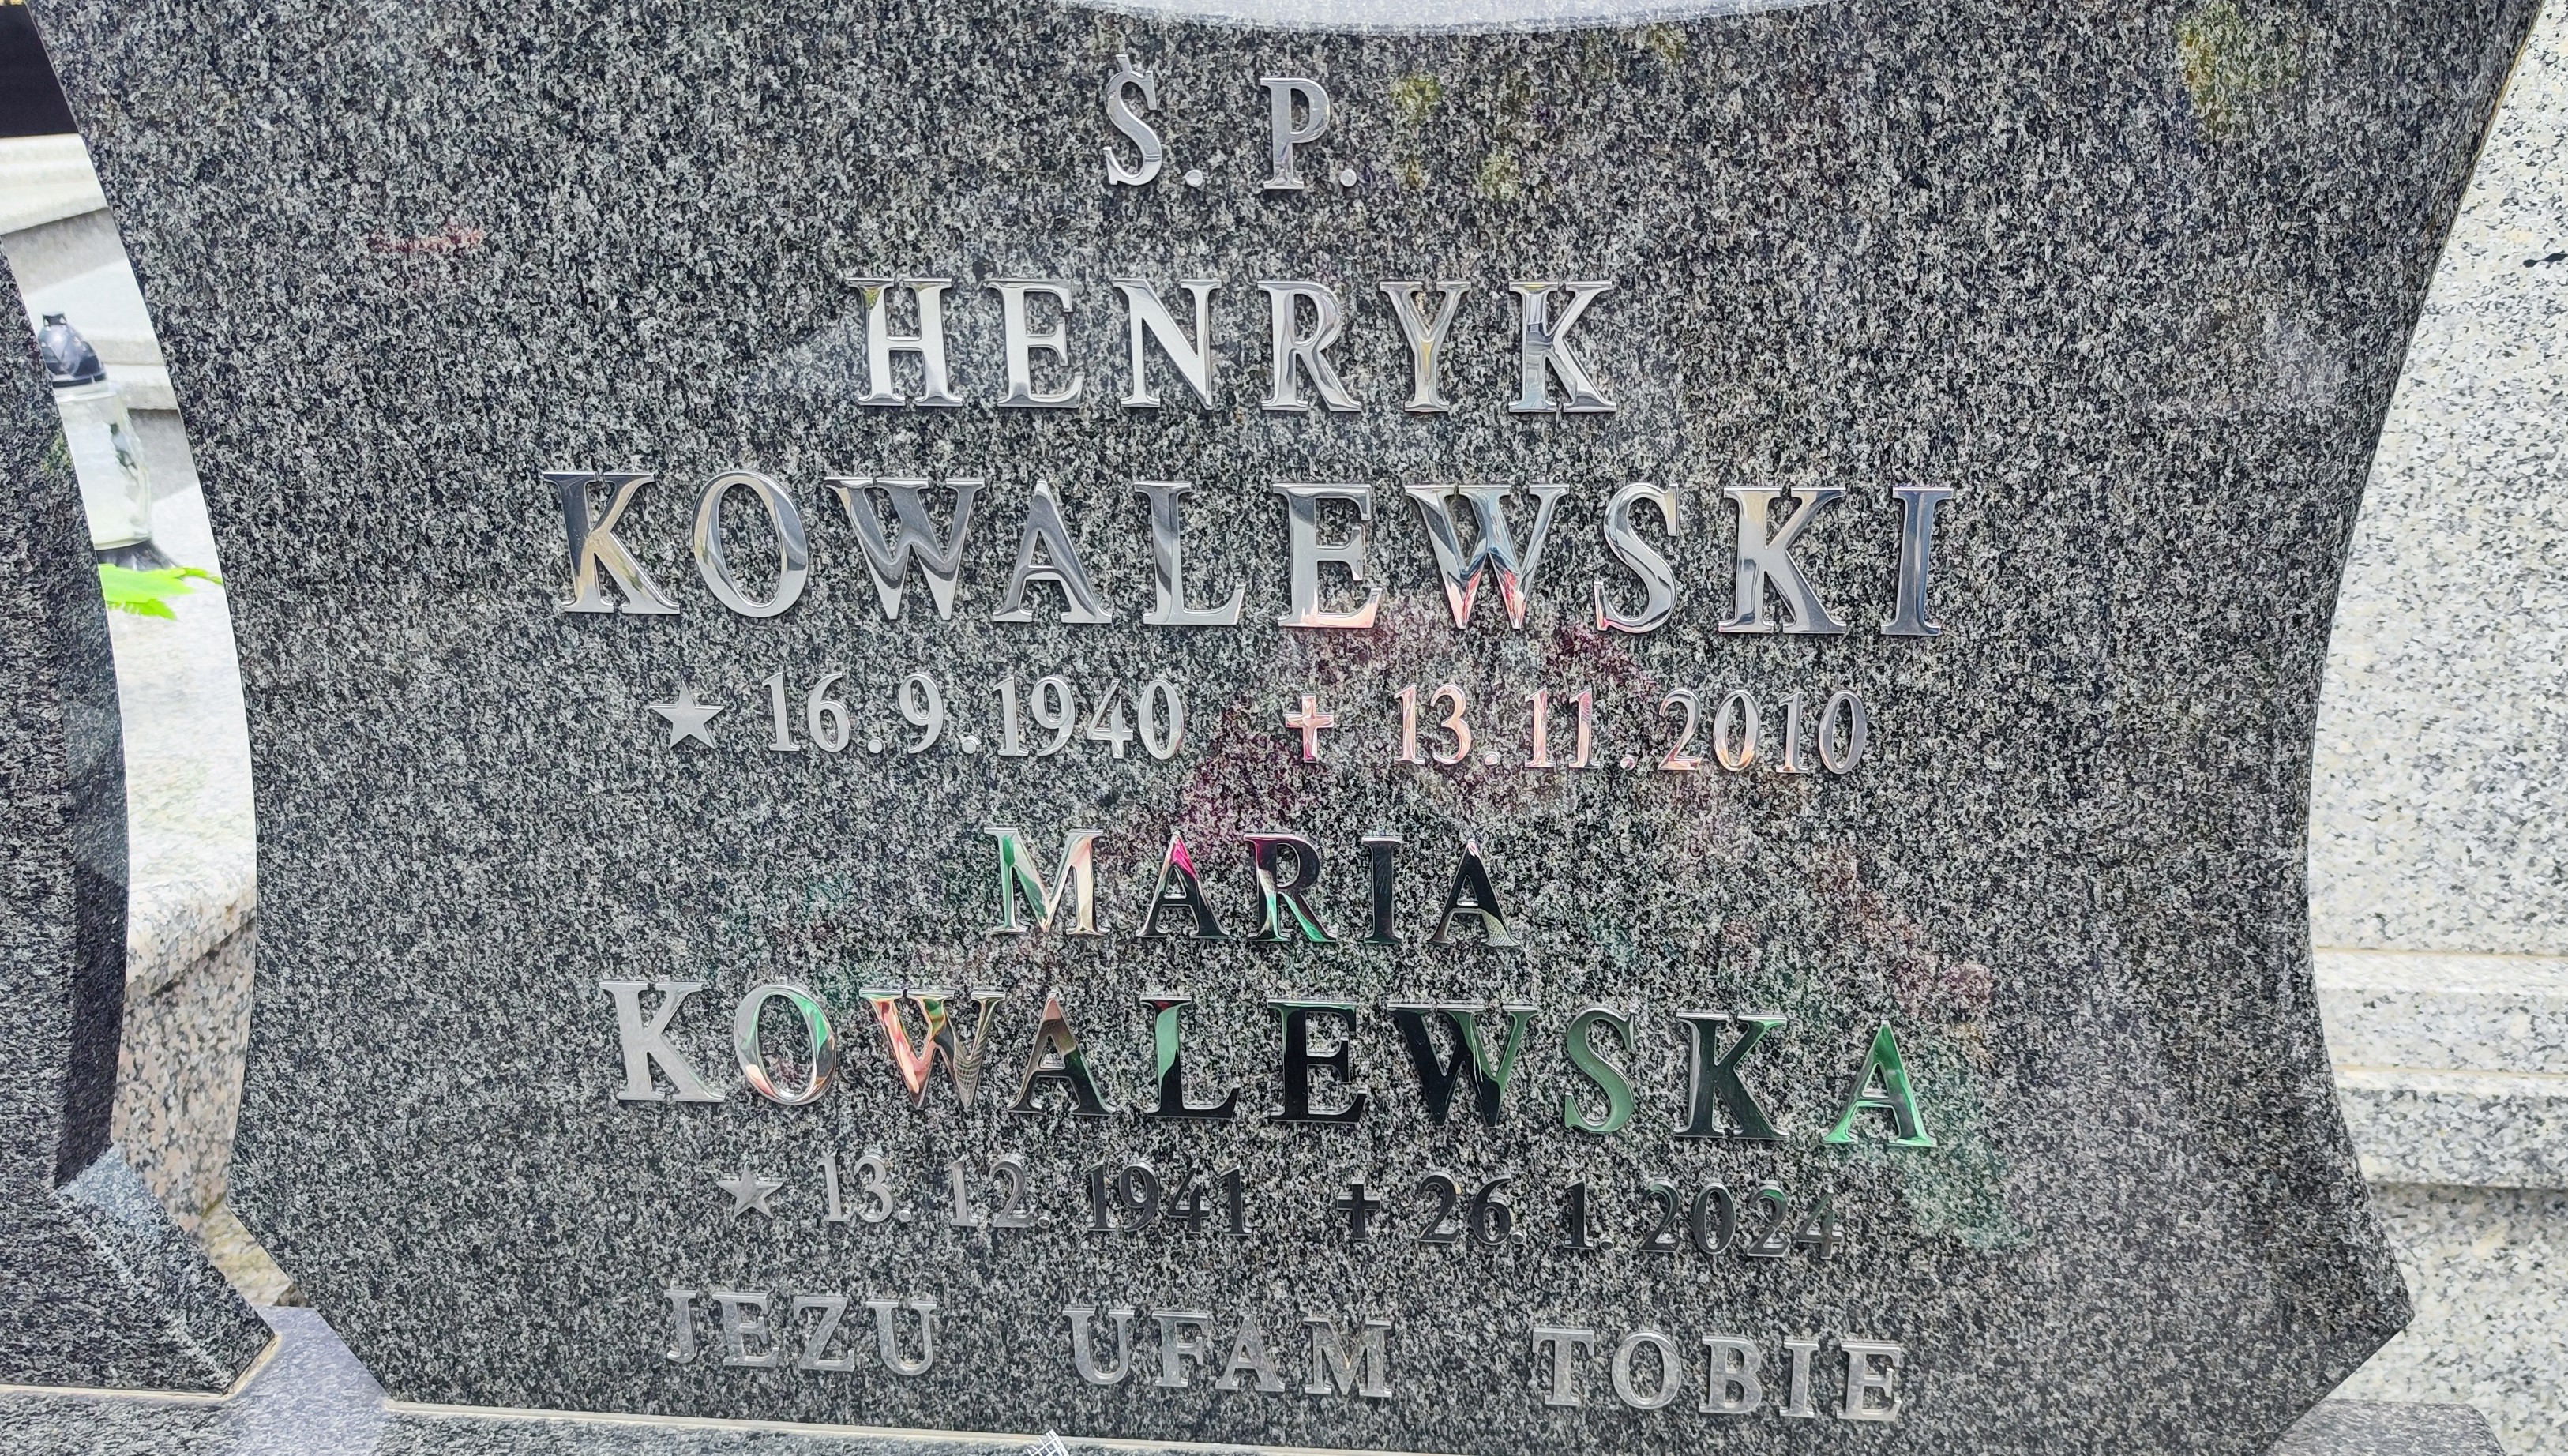 Ś. P.
HENRYK
KOWALEWSKI
★ 16.9.1940 ✝ 13.11.2010
MARIA
KOWALEWSKA
★ 13. 12. 1941 ✝ 26. 1. 2024
JEZU UFAM TOBIE